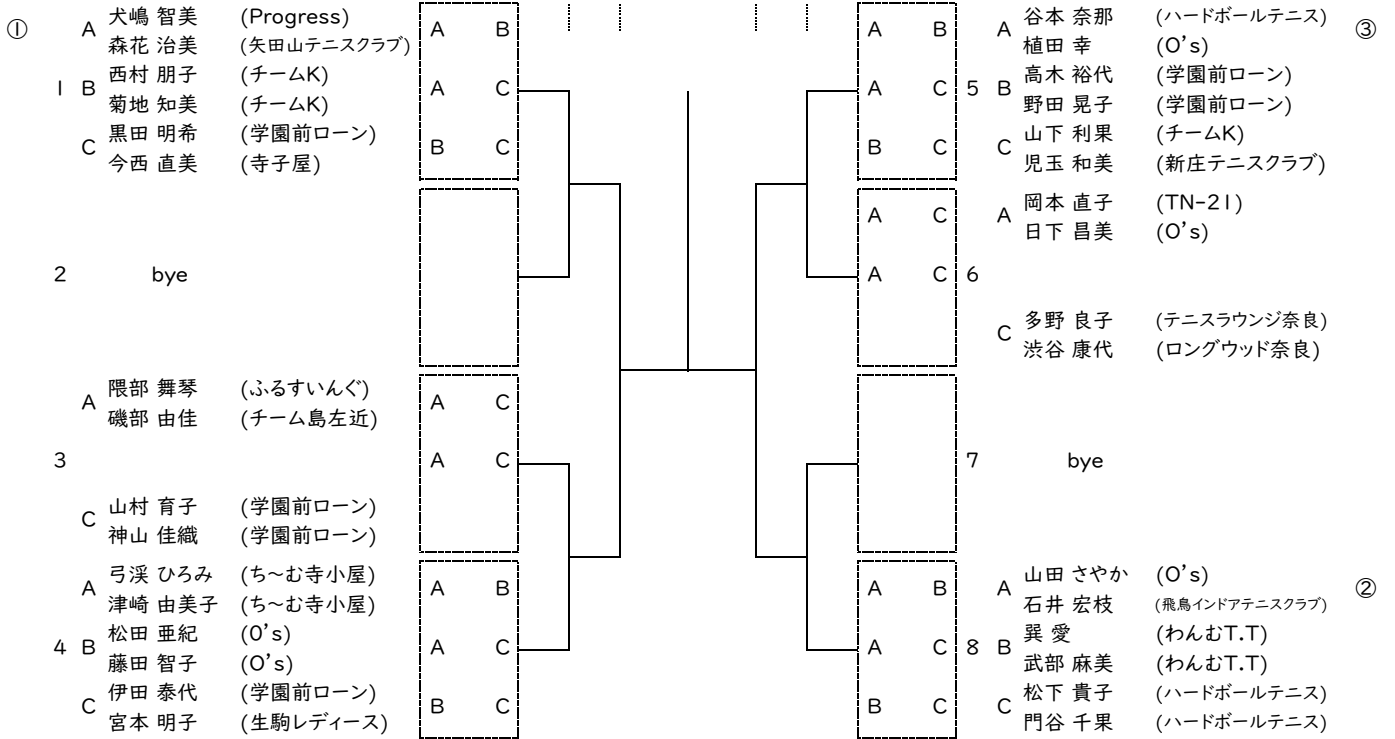 ① A 犬嶋 智美 (Progress)
森花 治美 (矢田山テニスクラブ)
1 B 西村 朋子 (チームK)
菊地 知美 (チームK)
C 黒田 明希 (学園前ローン)
今西 直美 (寺子屋)
A B
A C
B C
2 bye
3 A 隈部 舞琴 (ふるすいんぐ)
磯部 由佳 (チーム島左近)
C 山村 育子 (学園前ローン)
神山 佳織 (学園前ローン)
A C
A C
A 弓渓 ひろみ (ち～む寺小屋)
津崎 由美子 (ち～む寺小屋)
4 B 松田 亜紀 (0's)
藤田 智子 (O's)
C 伊田 泰代 (学園前ローン)
宮本 明子 (生駒レディース)
A B
A C
B C
A B
A C
B C
A 谷本 奈那 (ハードボールテニス) ③
植田 幸 (O's)
5 B 高木 裕代 (学園前ローン)
野田 晃子 (学園前ローン)
C 山下 利果 (チームK)
児玉 和美 (新庄テニスクラブ)
A C
A C
A 岡本 直子 (TN-21)
日下 昌美 (O's)
6
C 多野 良子 (テニスラウンジ奈良)
渋谷 康代 (ロングウッド奈良)
7 bye
A B
A C
B C
A 山田 さやか (O's) ②
石井 宏枝 (飛鳥インドアテニスクラブ)
8 B 巽 愛 (わんむT.T)
武部 麻美 (わんむT.T)
C 松下 貴子 (ハードボールテニス)
門谷 千果 (ハードボールテニス)